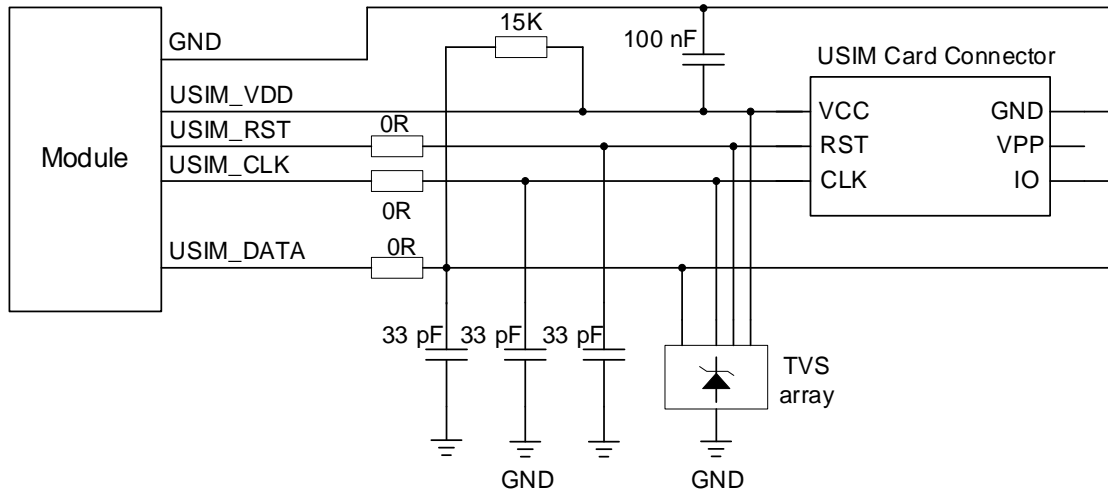 GND
15K
100 nF
USIM Card Connector
USIM_VDD
USIM_RST
0R
Module
USIM_CLK
0R
VCC
GND
RST
VPP
CLK
IO
USIM_DATA
0R
33 pF
33 pF
33 pF
TVS
array
GND
GND